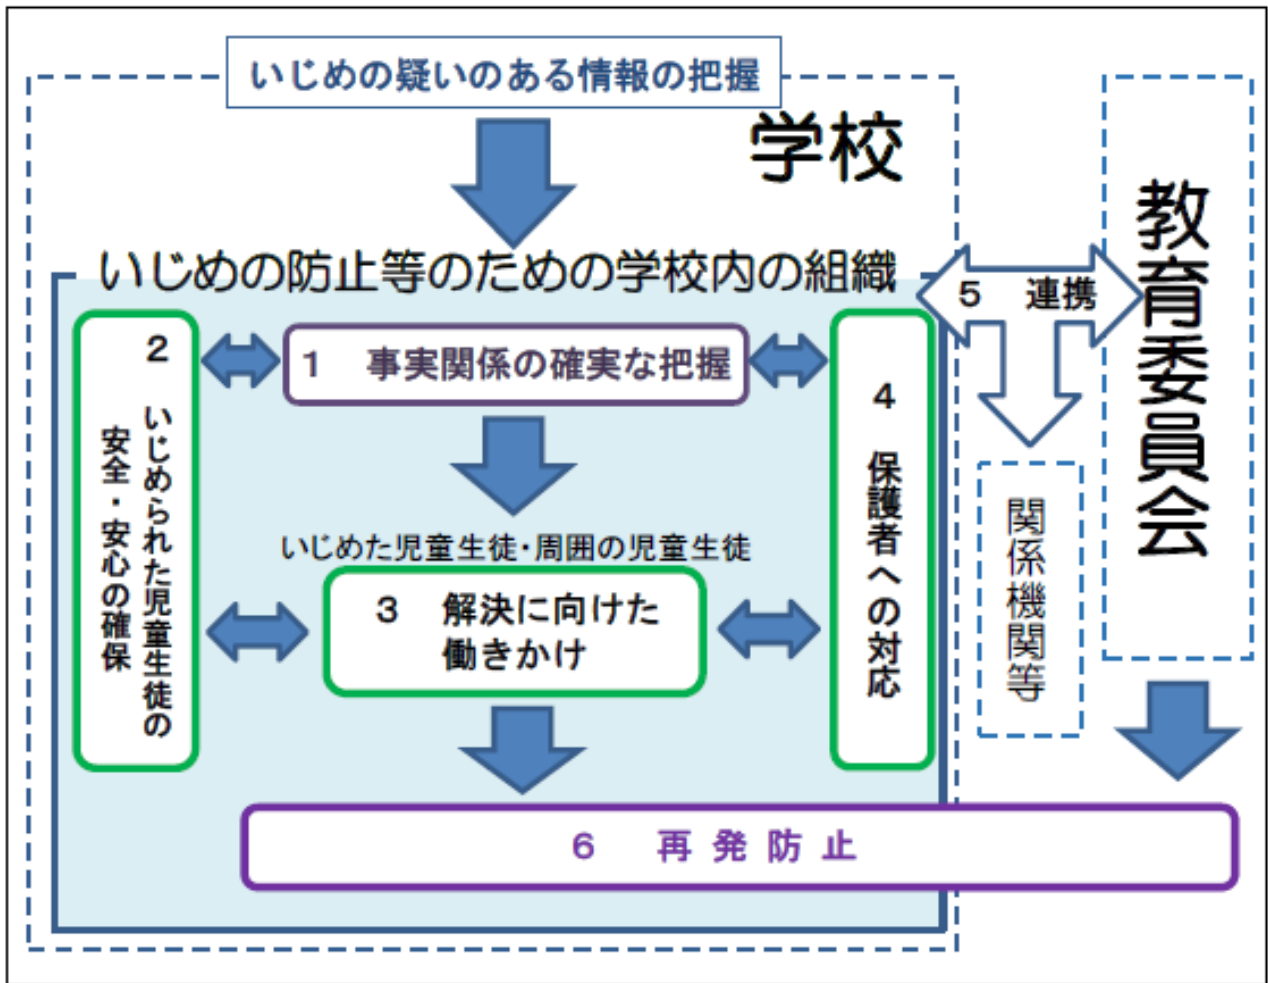 いじめの疑いのある情報の把握
学校
いじめの防止等のための学校内の組織
5 連携
教育委員会
1 事実関係の確実な把握
2 いじめられた児童生徒の
安全・安心の確保
4 保護者への対応
いじめた児童生徒・周囲の児童生徒
3 解決に向けた
働きかけ
関係機関等
6 再発防止